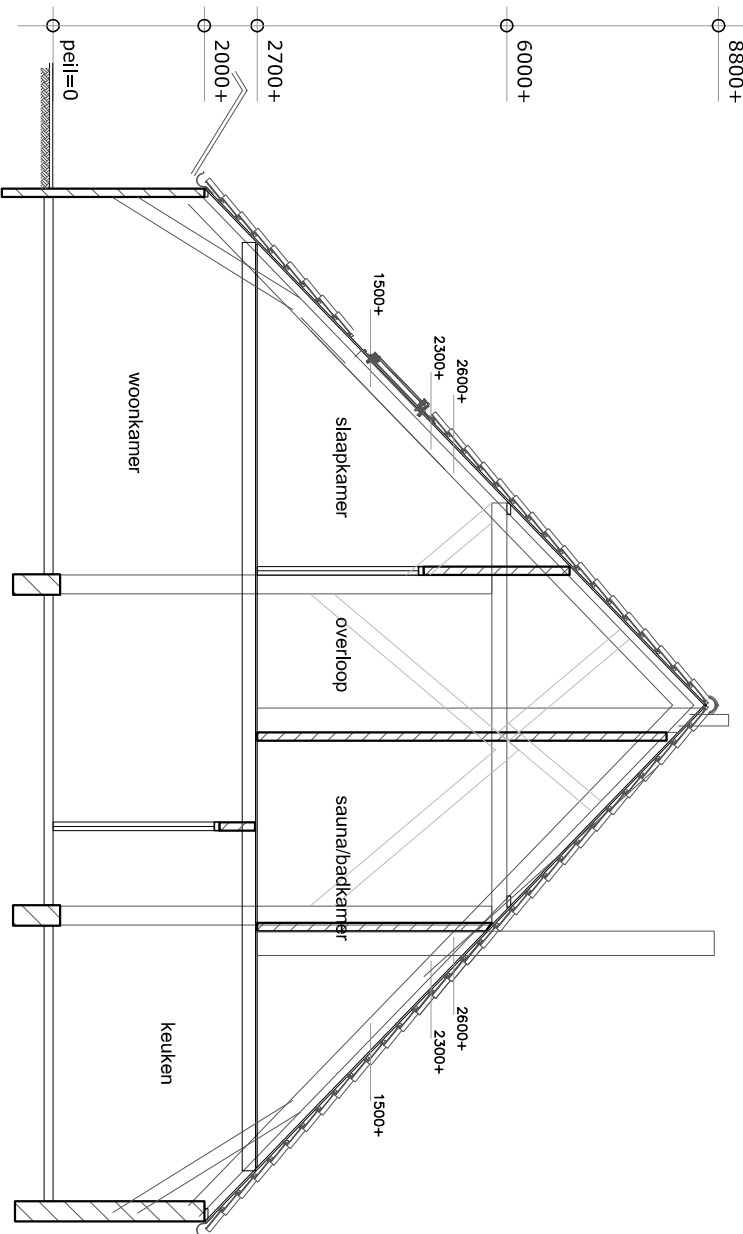 8800+
6000+
2700+
2000+
peil=0
2600+
2300+
1500+
2600+
2300+
1500+
slaapkamer
overloop
sauna/badkamer
woonkamer
keuken